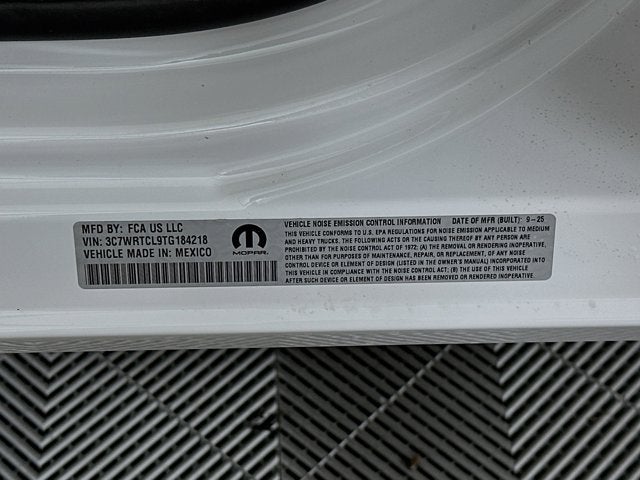 MFD BY: FCA US LLC
VIN: 3C7WRTCL9TG184218
VEHICLE MADE IN: MEXICO
MOPAR.
VEHICLE NOISE EMISSION CONTROL INFORMATION DATE OF MFR (BUILT): 9-25
THIS VEHICLE CONFORMS TO U.S. EPA REGULATIONS FOR NOISE EMISSION APPLICABLE TO MEDIUM
AND HEAVY TRUCKS. THE FOLLOWING ACTS OR THE CAUSING THEREOF BY ANY PERSON ARE
PROHIBITED BY THE NOISE CONTROL ACT OF 1972: (A) THE REMOVAL OR RENDERING INOPERATIVE,
OTHER THAN FOR PURPOSES OF MAINTENANCE, REPAIR, OR REPLACEMENT, OF ANY NOISE
CONTROL DEVICE OR ELEMENT OF DESIGN (LISTED IN THE OWNER'S MANUAL) INCORPORATED INTO
THIS VEHICLE IN COMPLIANCE WITH THE NOISE CONTROL ACT; (B) THE USE OF THIS VEHICLE
AFTER SUCH DEVICE OR ELEMENT OF DESIGN HAS BEEN REMOVED OR RENDERED INOPERATIVE.